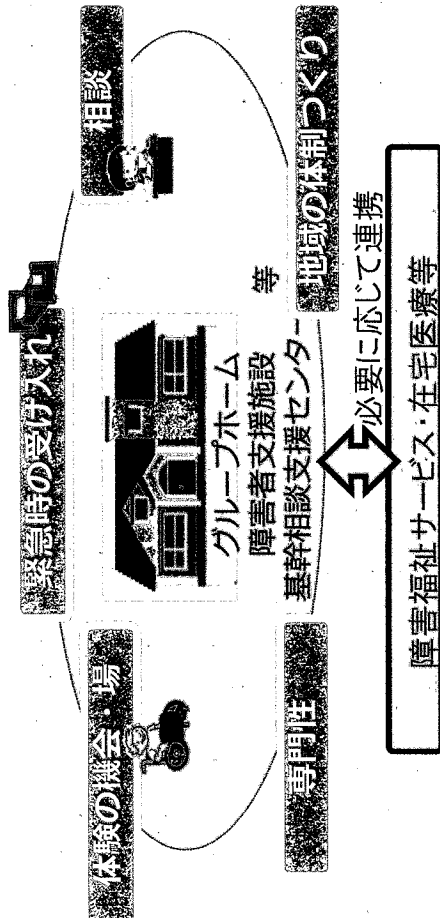 緊急時の受け入れ
体験の機会・場
相談
グループホーム
障害者支援施設 等
基幹相談支援センター
専門性
地域の体制づくり
必要に応じて連携
障害福祉サービス・在宅医療等